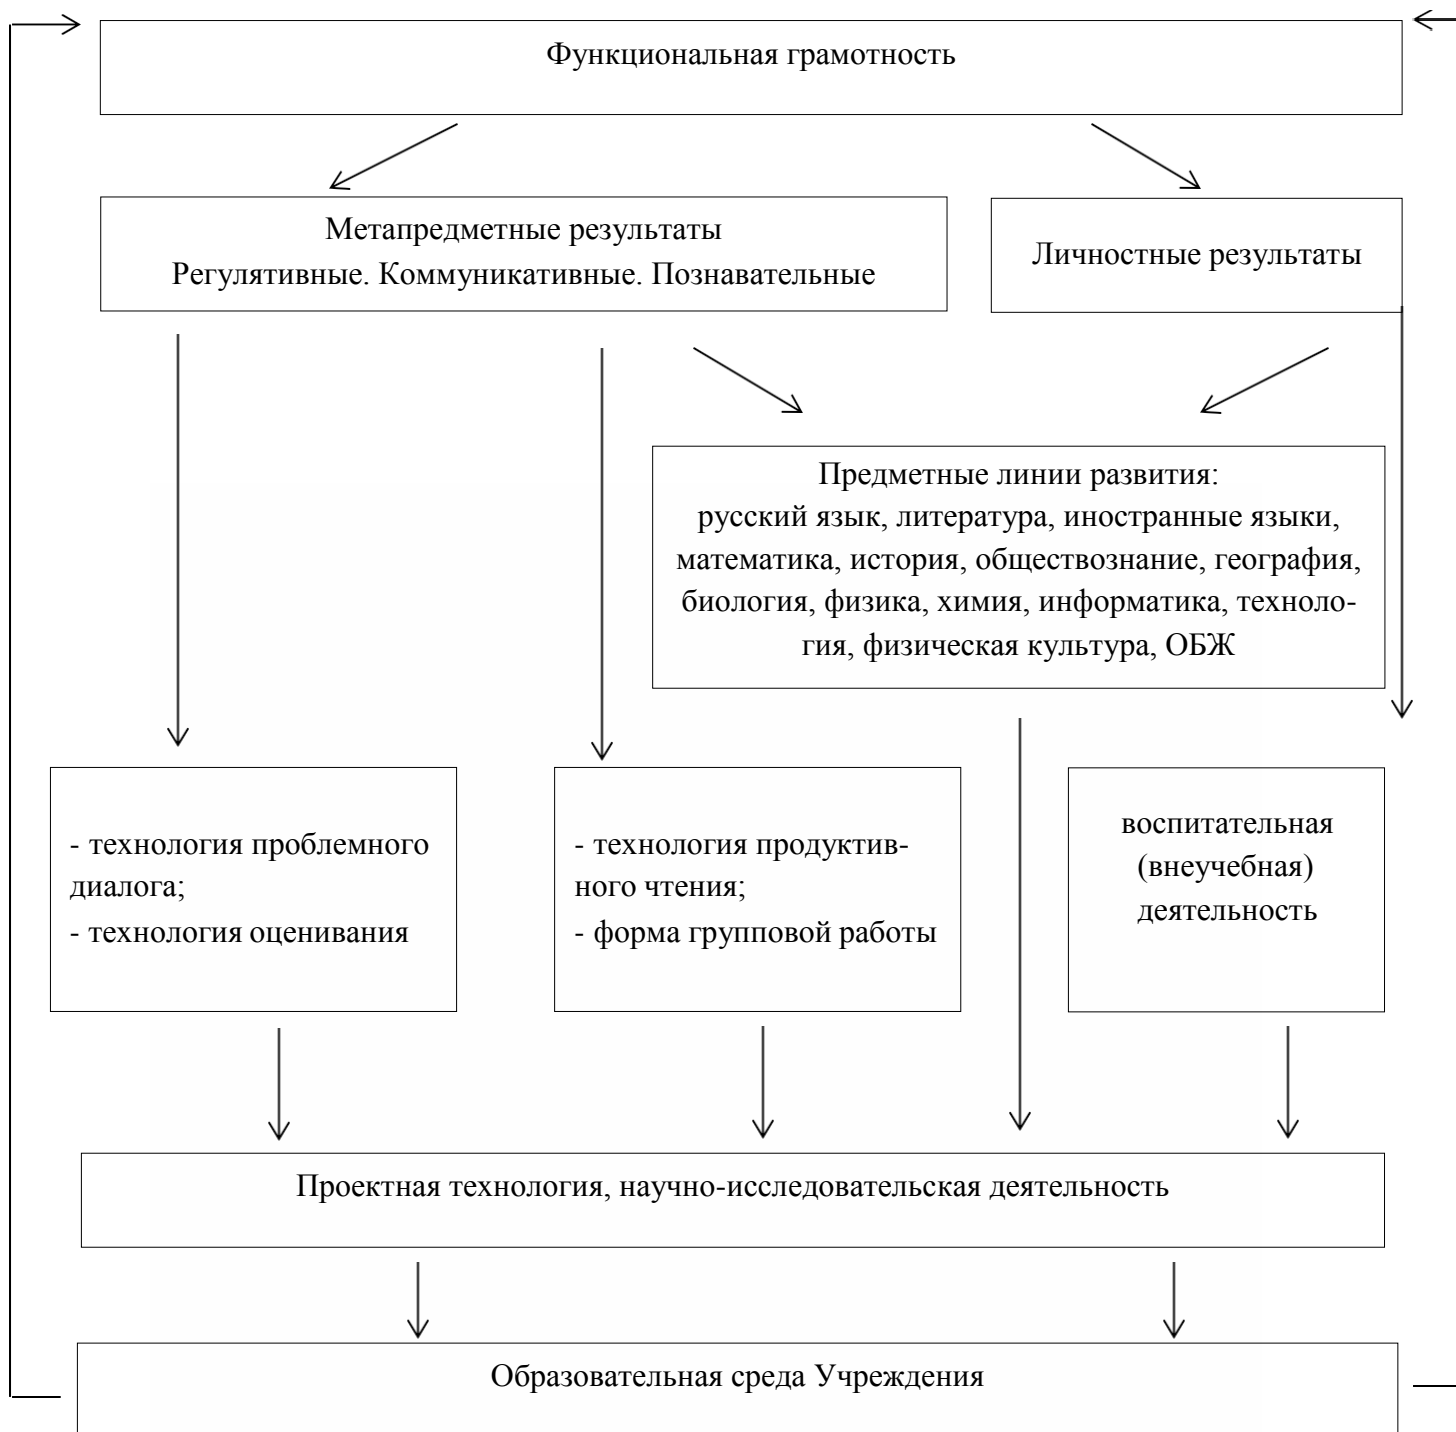 Функциональная грамотность
Метапредметные результаты
Регулятивные. Коммуникативные. Познавательные
Личностные результаты
Предметные линии развития:
русский язык, литература, иностранные языки,
математика, история, обществознание, география,
биология, физика, химия, информатика, техноло-
гия, физическая культура, ОБЖ
- технология проблемного
диалога;
- технология оценивания
- технология продуктив-
ного чтения;
- форма групповой работы
воспитательная
(внеучебная)
деятельность
Проектная технология, научно-исследовательская деятельность
Образовательная среда Учреждения